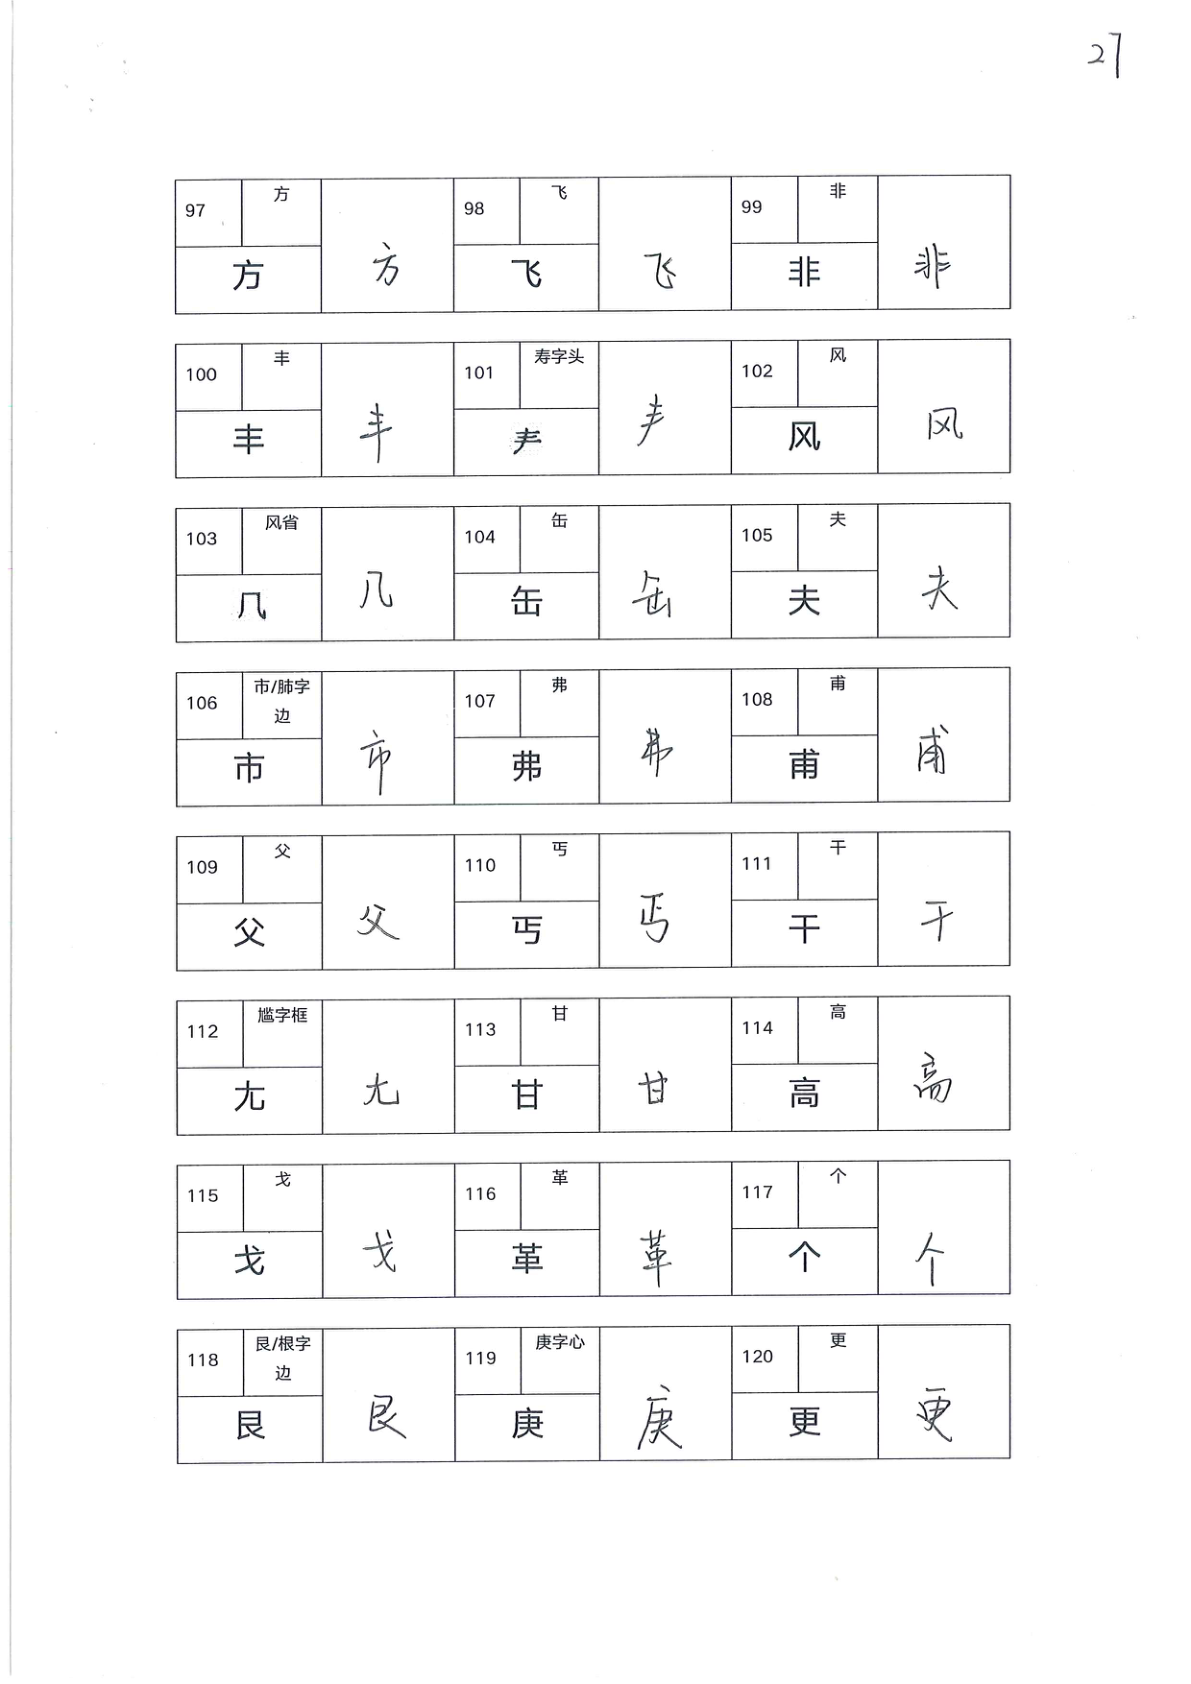 27
97 方 方 方 98 飞 飞 飞 99 非 非 非
100 丰 丰 丰 101 寿字头 龵 龵 102 风 风 风
103 风省 几 几 104 缶 缶 缶 105 夫 夫 夫
106 市/肺字边 市 市 107 弗 弗 弗 108 甫 甫 甫
109 父 父 父 110 丐 丐 丐 111 干 干 干
112 尴字框 尢 尢 113 甘 甘 甘 114 高 高 高
115 戈 戈 戈 116 革 革 革 117 个 个 个
118 艮/根字边 艮 艮 119 庚字心 庚 庚 120 更 更 更